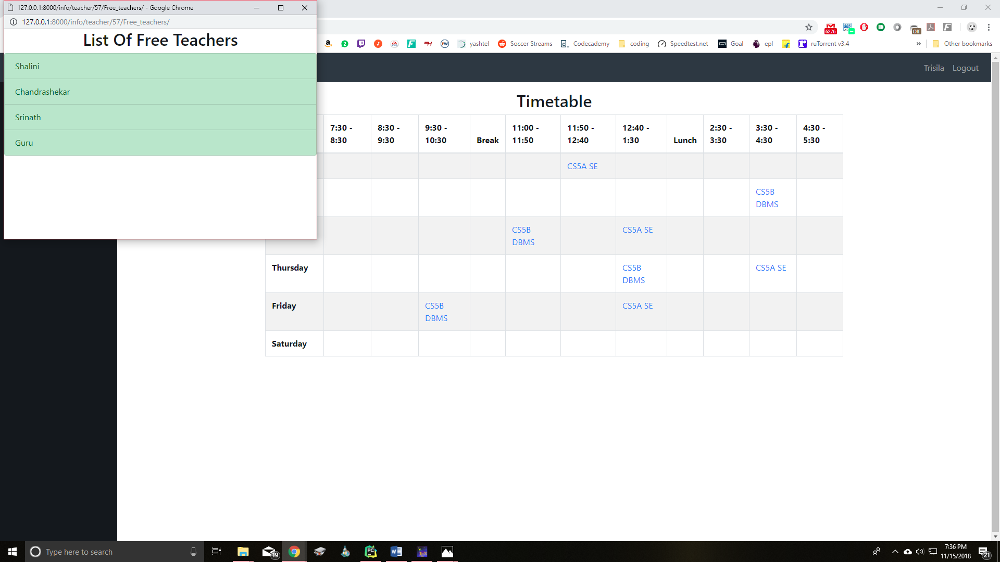 127.0.0.1:8000/info/teacher/57/Free_teachers/ - Google Chrome
127.0.0.1:8000/info/teacher/57/Free_teachers/
List Of Free Teachers
Shalini
Chandrashekar
Srinath
Guru
6276
365
Off
a
2
EA
FW
yashtel
Soccer Streams
Codecademy
coding
Speedtest.net
Goal
epl
ruTorrent v3.4
»
Other bookmarks
Trisila
Logout
Timetable
7:30 - 8:30
8:30 - 9:30
9:30 - 10:30
Break
11:00 - 11:50
11:50 - 12:40
12:40 - 1:30
Lunch
2:30 - 3:30
3:30 - 4:30
4:30 - 5:30
CS5A SE
CS5B DBMS
CS5B DBMS
CS5A SE
Thursday
CS5B DBMS
CS5A SE
Friday
CS5B DBMS
CS5A SE
Saturday
Type here to search
19
PC
7:36 PM
11/15/2018
21